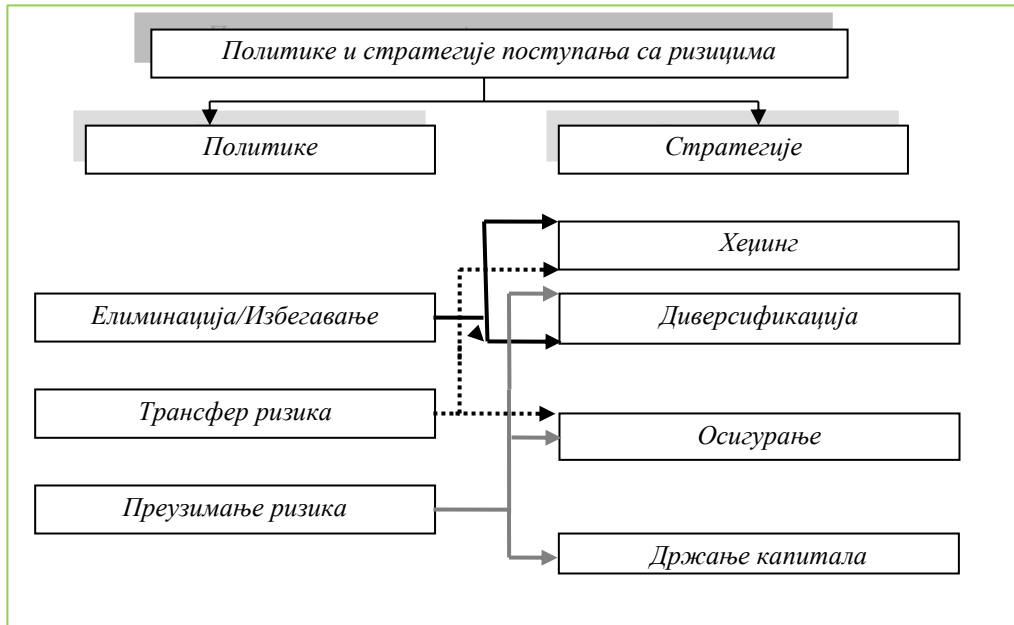 Политике и стратегије поступања са ризицима
Политике
Стратегије
Хеџинг
Елиминација/Избегавање
Диверсификација
Трансфер ризика
Осигурање
Преузимање ризика
Држање капитала